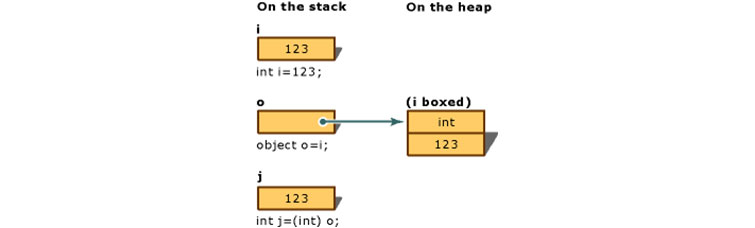 On the stack
On the heap
i
123
int i=123;
o
(i boxed)
int
object o=i;
123
j
123
int j=(int) o;